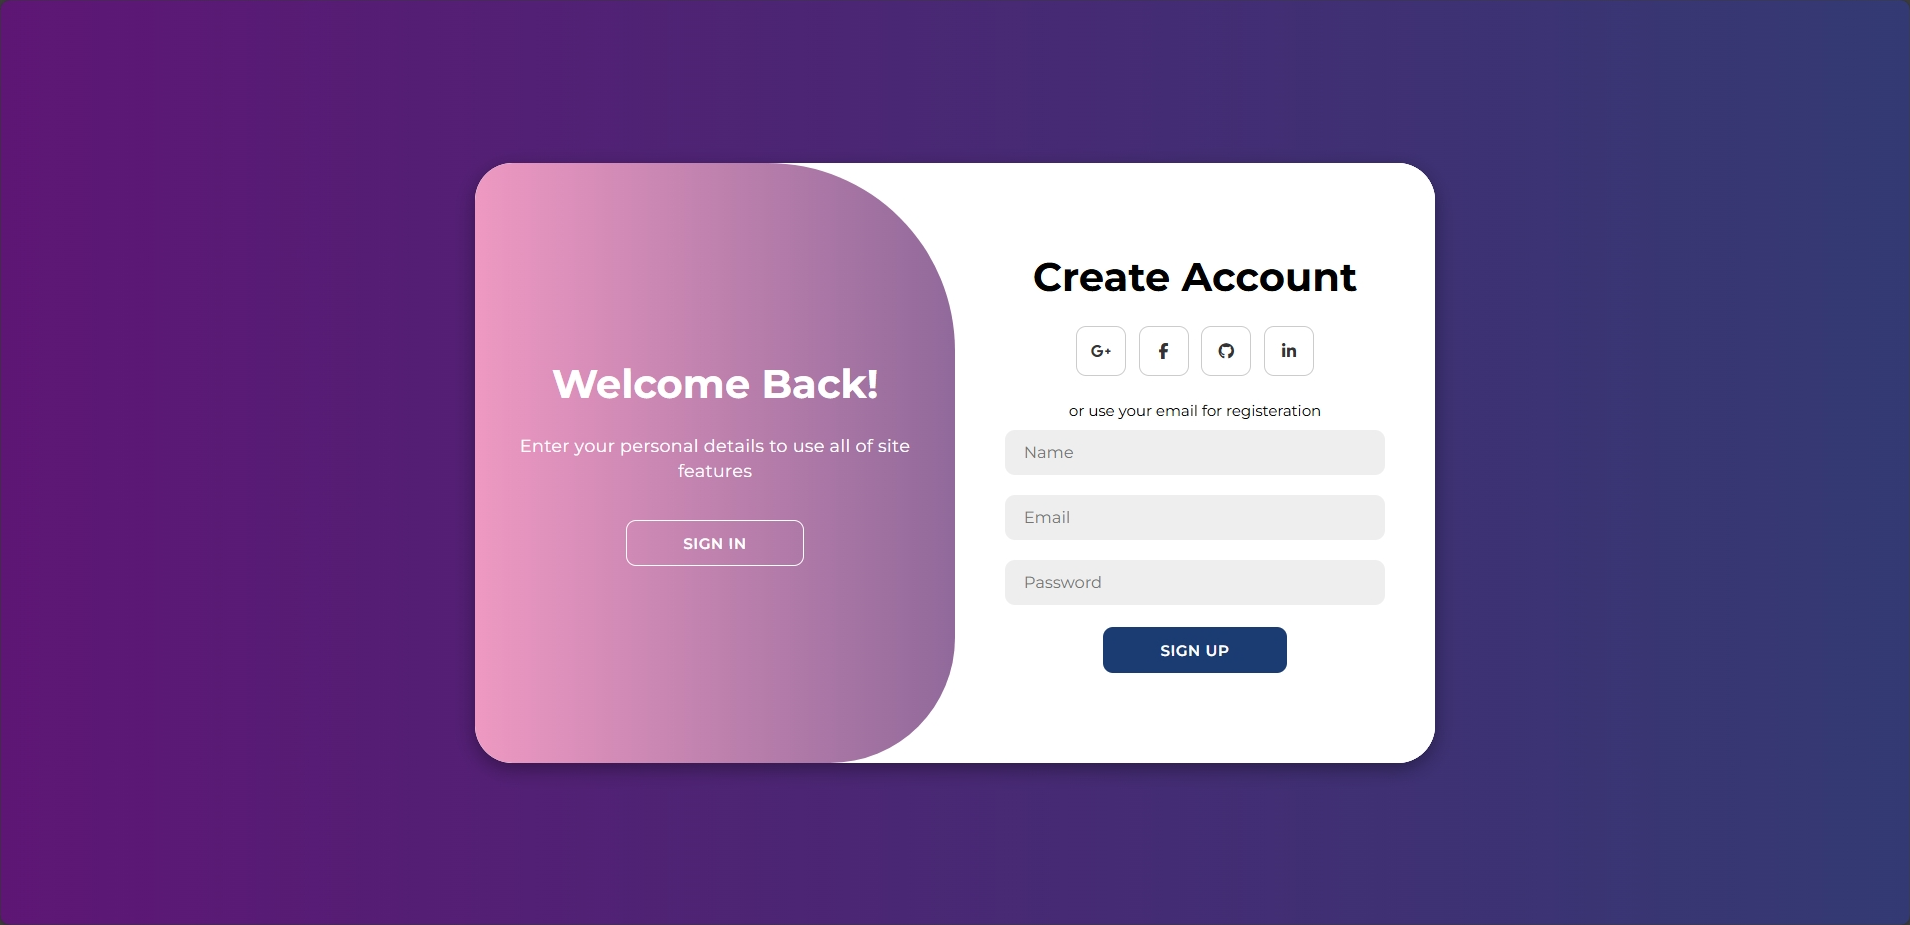 Welcome Back!
Enter your personal details to use all of site
features
SIGN IN
Create Account
G+
f
in
or use your email for registeration
Name
Email
Password
SIGN UP